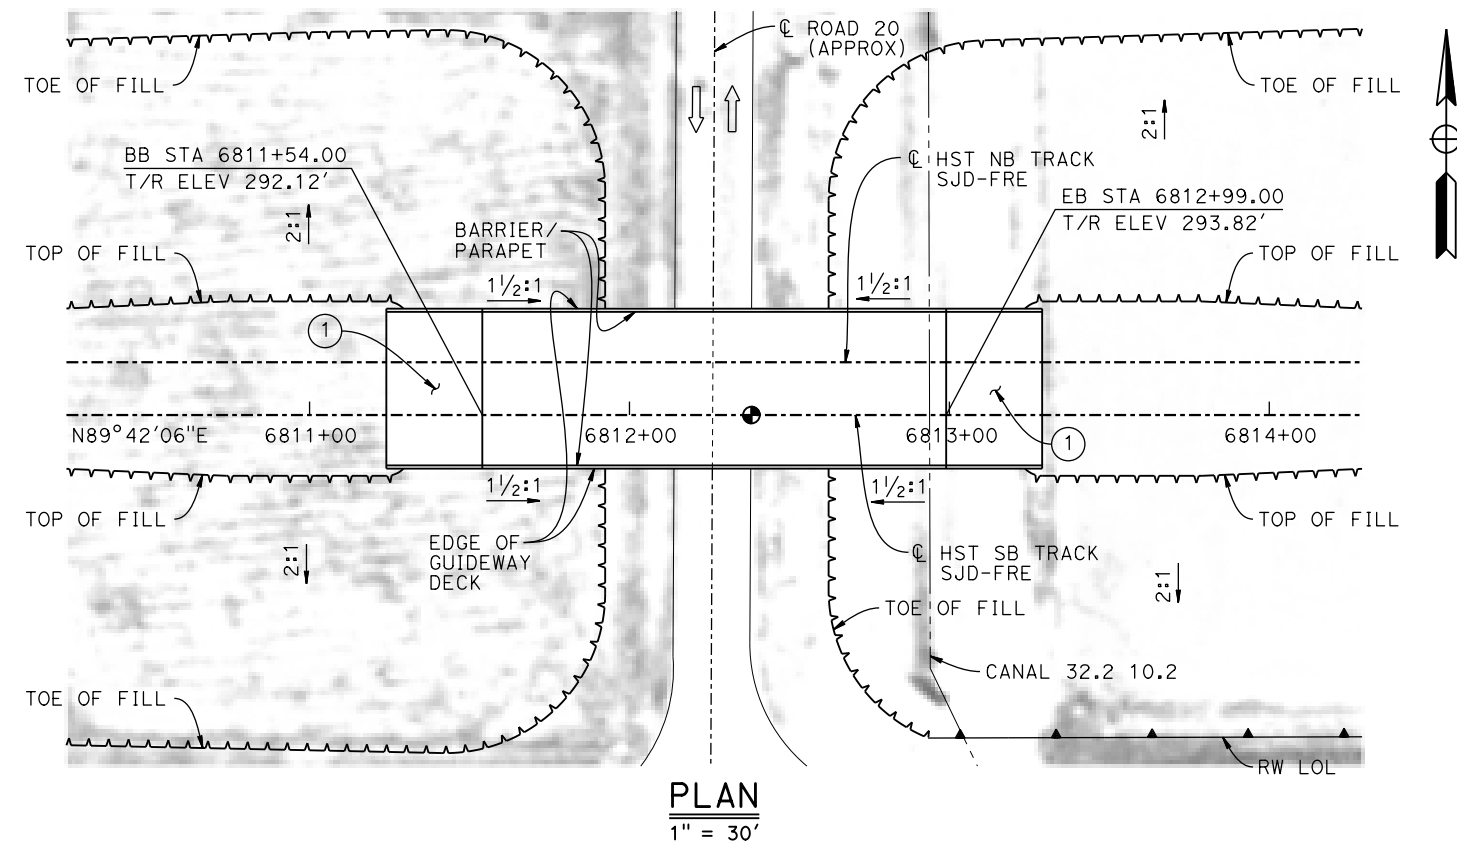 ℄ ROAD 20
(APPROX)
TOE OF FILL
TOE OF FILL
2:1
BB STA 6811+54.00
T/R ELEV 292.12'
℄ HST NB TRACK
SJD-FRE
EB STA 6812+99.00
T/R ELEV 293.82'
2:1
BARRIER/
PARAPET
TOP OF FILL
TOP OF FILL
1½:1
1½:1
1
N89°42'06"E
6811+00
6812+00
6813+00
6814+00
1
1½:1
1½:1
TOP OF FILL
TOP OF FILL
EDGE OF
GUIDEWAY
DECK
2:1
℄ HST SB TRACK
SJD-FRE
2:1
TOE OF FILL
CANAL 32.2 10.2
TOE OF FILL
RW LOL
PLAN
1" = 30'